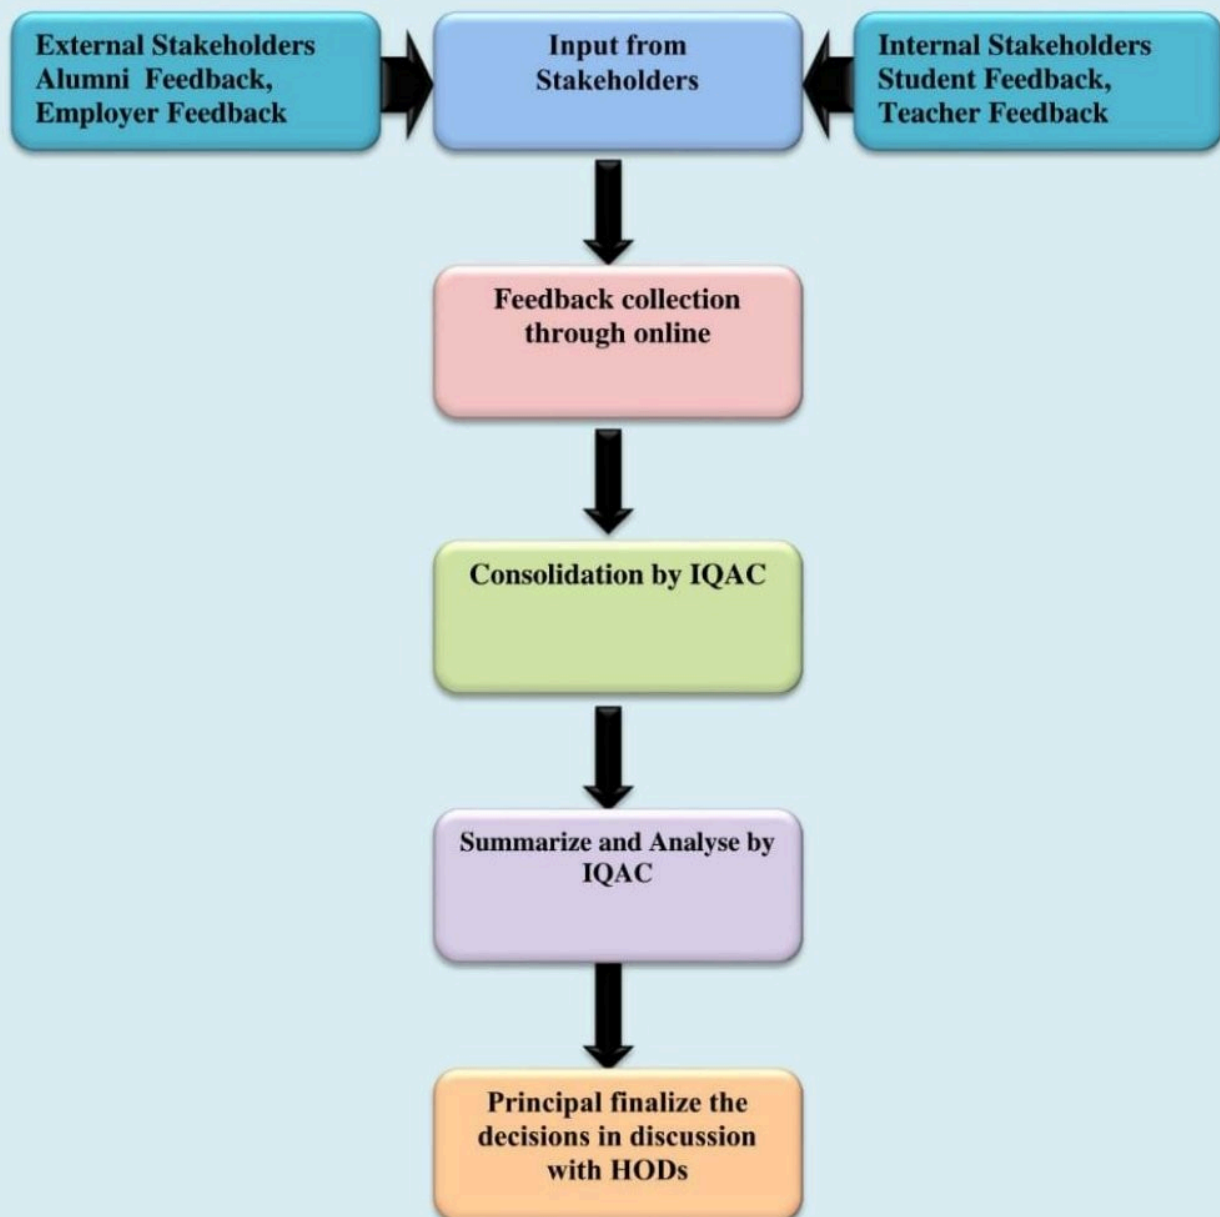 External Stakeholders
Alumni Feedback,
Employer Feedback
Input from
Stakeholders
Internal Stakeholders
Student Feedback,
Teacher Feedback
Feedback collection
through online
Consolidation by IQAC
Summarize and Analyse by
IQAC
Principal finalize the
decisions in discussion
with HODs